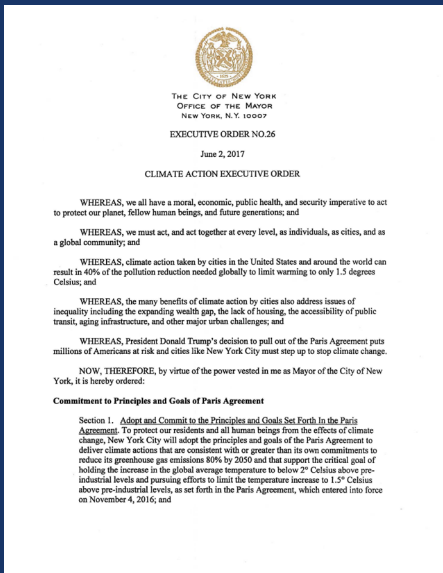 THE CITY OF NEW YORK
OFFICE OF THE MAYOR
NEW YORK, N.Y. 10007
EXECUTIVE ORDER NO.26
June 2, 2017
CLIMATE ACTION EXECUTIVE ORDER
WHEREAS, we all have a moral, economic, public health, and security imperative to act
to protect our planet, fellow human beings, and future generations; and
WHEREAS, we must act, and act together at every level, as individuals, as cities, and as
a global community; and
WHEREAS, climate action taken by cities in the United States and around the world can
result in 40% of the pollution reduction needed globally to limit warming to only 1.5 degrees
Celsius; and
WHEREAS, the many benefits of climate action by cities also address issues of
inequality including the expanding wealth gap, the lack of housing, the accessibility of public
transit, aging infrastructure, and other major urban challenges; and
WHEREAS, President Donald Trump's decision to pull out of the Paris Agreement puts
millions of Americans at risk and cities like New York City must step up to stop climate change.
NOW, THEREFORE, by virtue of the power vested in me as Mayor of the City of New
York, it is hereby ordered:
Commitment to Principles and Goals of Paris Agreement
Section 1. Adopt and Commit to the Principles and Goals Set Forth In the Paris
Agreement. To protect our residents and all human beings from the effects of climate
change, New York City will adopt the principles and goals of the Paris Agreement to
deliver climate actions that are consistent with or greater than its own commitments to
reduce its greenhouse gas emissions 80% by 2050 and that support the critical goal of
holding the increase in the global average temperature to below 2° Celsius above pre-
industrial levels and pursuing efforts to limit the temperature increase to 1.5° Celsius
above pre-industrial levels, as set forth in the Paris Agreement, which entered into force
on November 4, 2016; and